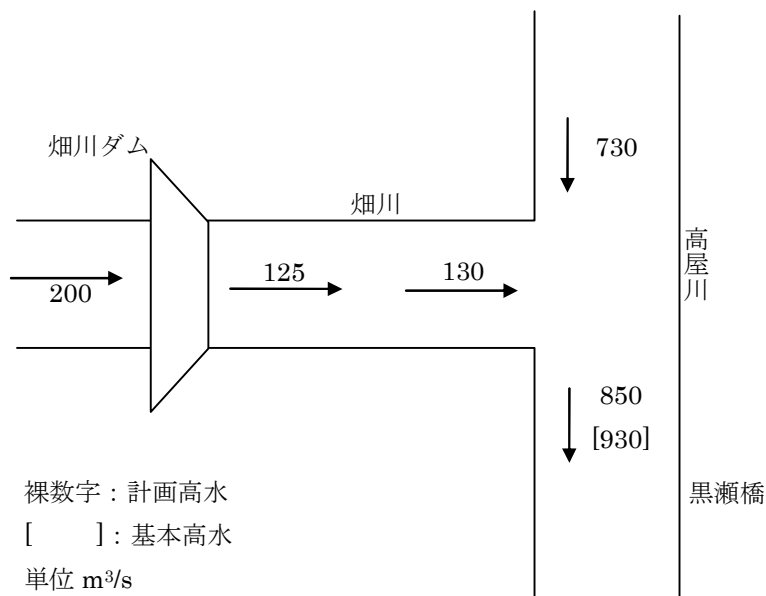 畑川ダム
730
畑川
高屋川
200
125
130
850
[930]
黒瀬橋
裸数字：計画高水
[　　]：基本高水
単位 m³/s